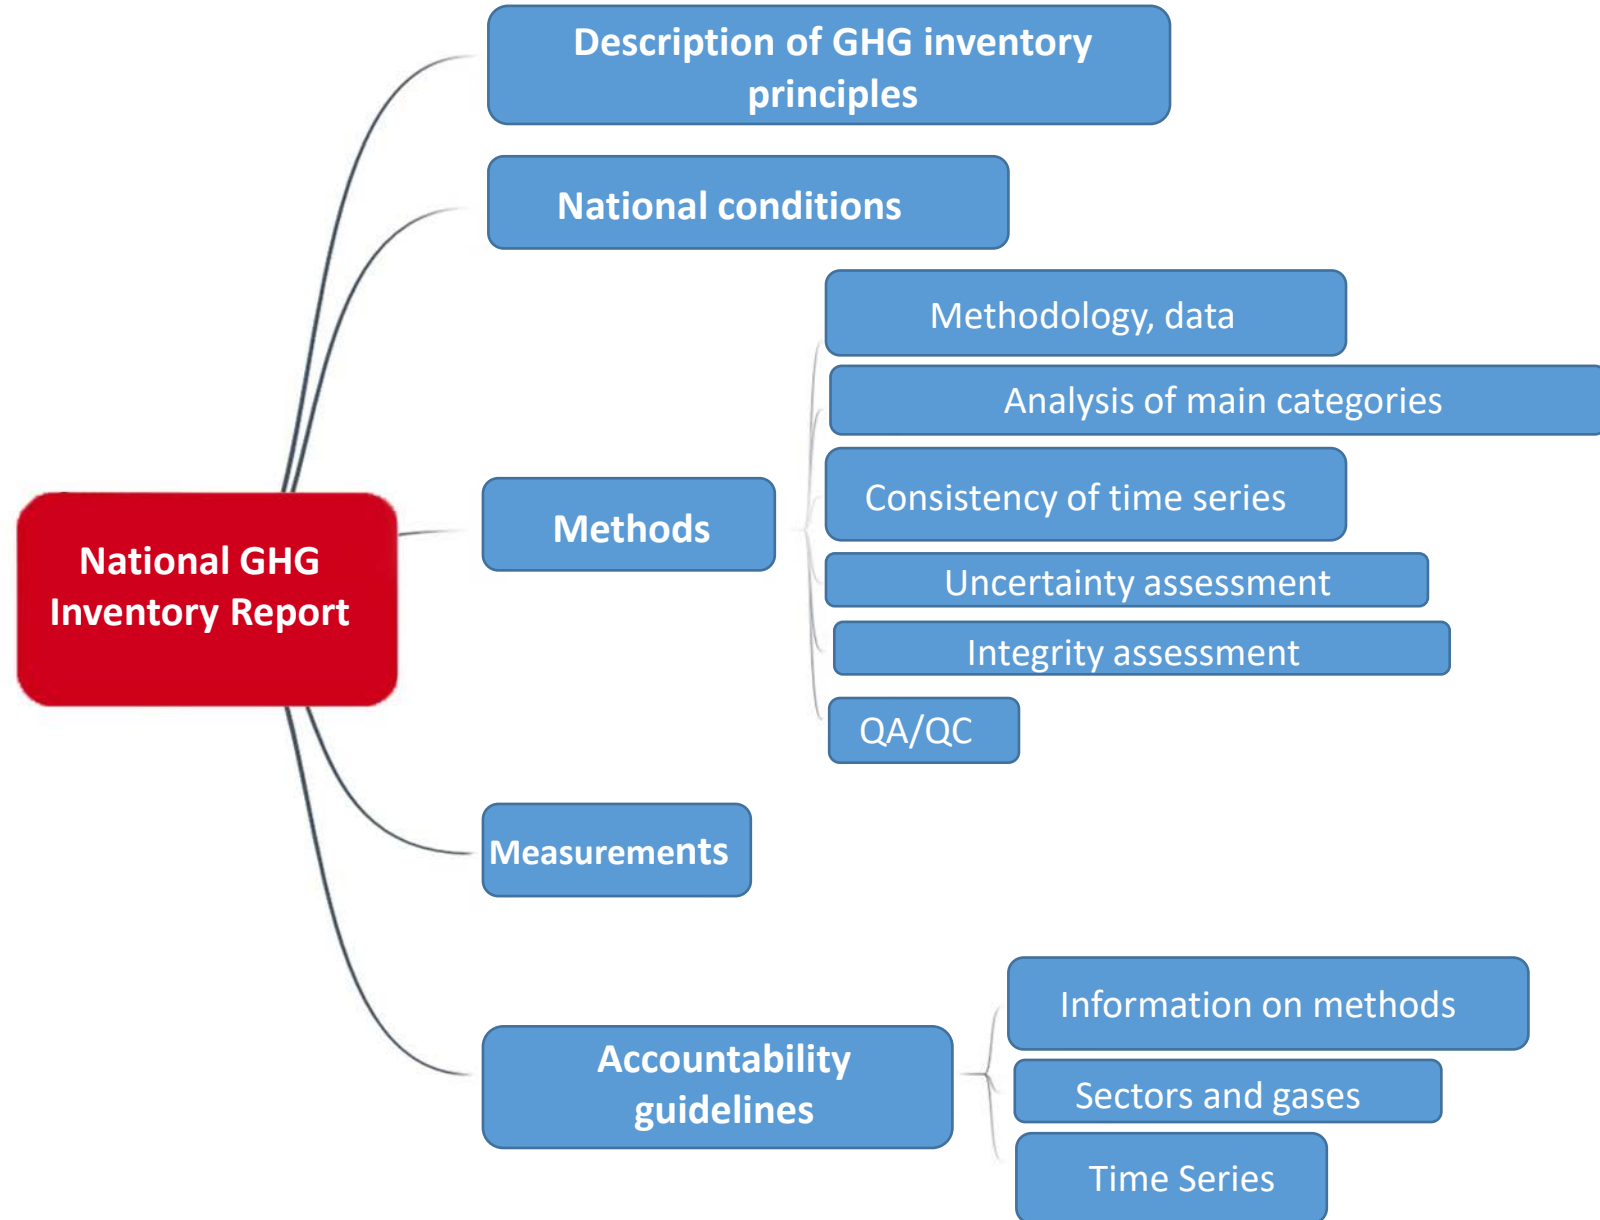 Description of GHG inventory
principles
National conditions
Methodology, data
Analysis of main categories
Consistency of time series
Methods
Uncertainty assessment
National GHG
Inventory Report
Integrity assessment
QA/QC
Measurements
Information on methods
Accountability
guidelines
Sectors and gases
Time Series